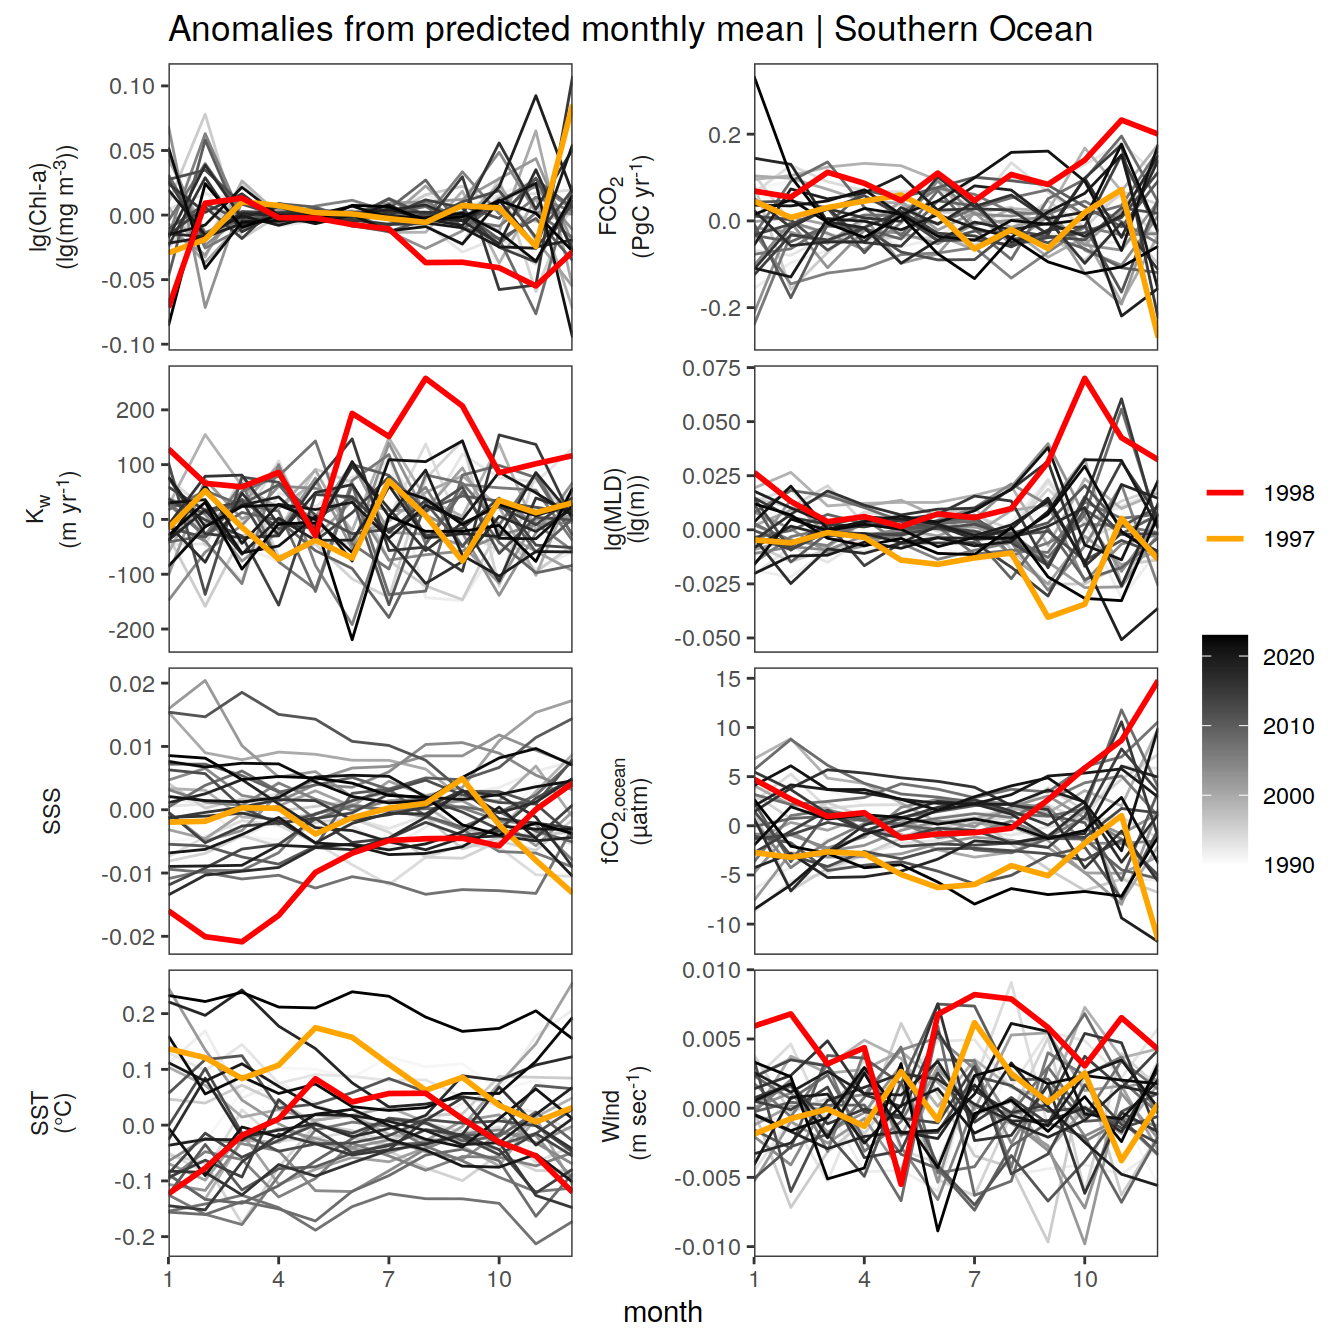 Anomalies from predicted monthly mean | Southern Ocean
lg(Chl-a)
(lg(mg m⁻³))
0.10
0.05
0.00
-0.05
-0.10
FCO₂
(PgC yr⁻¹)
0.2
0.0
-0.2
K_w
(m yr⁻¹)
200
100
0
-100
-200
lg(MLD)
(lg(m))
0.075
0.050
0.025
0.000
-0.025
-0.050
SSS
0.02
0.01
0.00
-0.01
-0.02
fCO₂,ocean
(µatm)
15
10
5
0
-5
-10
SST
(°C)
0.2
0.1
0.0
-0.1
-0.2
1 4 7 10
Wind
(m sec⁻¹)
0.010
0.005
0.000
-0.005
-0.010
1 4 7 10
month
1998
1997
2020
2010
2000
1990